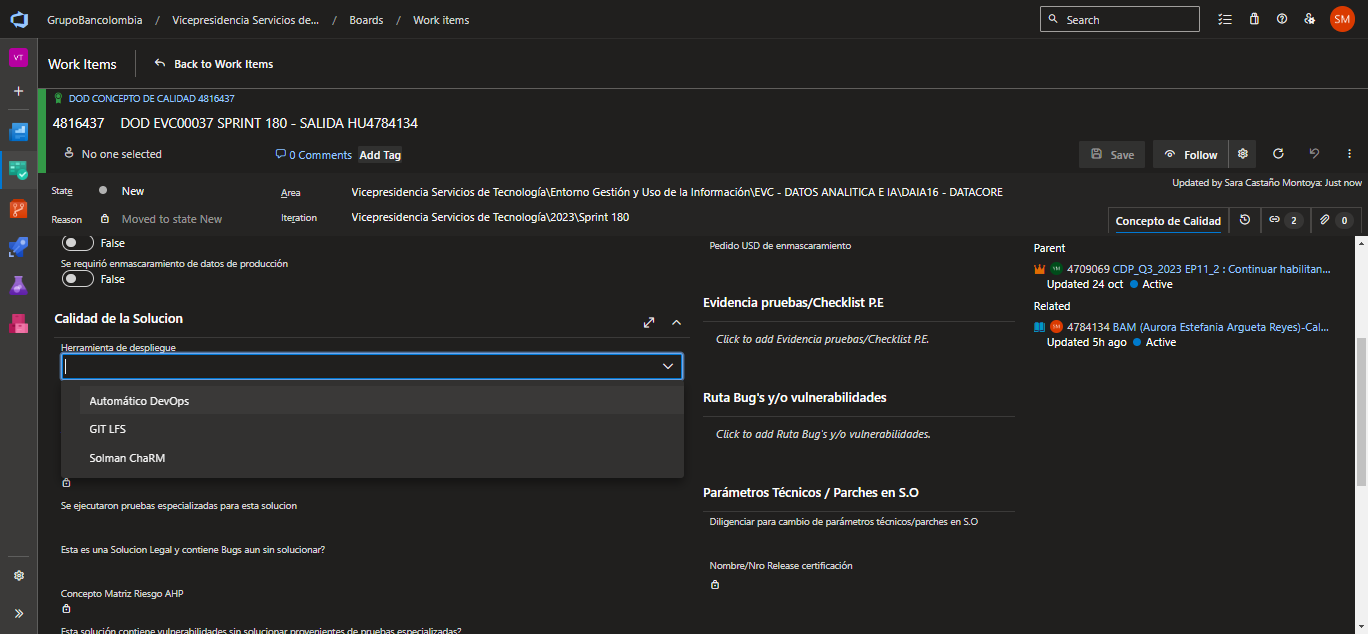 GrupoBancolombia / Vicepresidencia Servicios de... / Boards / Work items
Search
SM
VT
Work Items
Back to Work Items
DOD CONCEPTO DE CALIDAD 4816437
4816437 DOD EVC00037 SPRINT 180 - SALIDA HU4784134
No one selected
0 Comments
Add Tag
Save
Follow
State
New
Area
Vicepresidencia Servicios de Tecnología\Entorno Gestión y Uso de la Información\EVC - DATOS ANALITICA E IA\DAIA16 - DATACORE
Updated by Sara Castaño Montoya: Just now
Reason
Moved to state New
Iteration
Vicepresidencia Servicios de Tecnología\2023\Sprint 180
Concepto de Calidad
2
0
False
Se requirió enmascaramiento de datos de producción
False
Calidad de la Solucion
Herramienta de despliegue
Automático DevOps
GIT LFS
Solman ChaRM
Se ejecutaron pruebas especializadas para esta solucion
Esta es una Solucion Legal y contiene Bugs aun sin solucionar?
Concepto Matriz Riesgo AHP
Esta solución contiene vulnerabilidades sin solucionar provenientes de pruebas especializadas?
Pedido USD de enmascaramiento
Evidencia pruebas/Checklist P.E
Click to add Evidencia pruebas/Checklist P.E.
Ruta Bug's y/o vulnerabilidades
Click to add Ruta Bug's y/o vulnerabilidades.
Parámetros Técnicos / Parches en S.O
Diligenciar para cambio de parámetros técnicos/parches en S.O
Nombre/Nro Release certificación
Parent
YM
4709069 CDP_Q3_2023 EP11_2 : Continuar habilitan...
Updated 24 oct
Active
Related
SM
4784134 BAM (Aurora Estefania Argueta Reyes)-Cal...
Updated 5h ago
Active